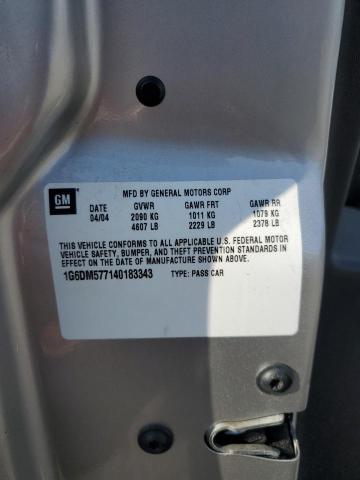 GM
MFD BY GENERAL MOTORS CORP
DATE GVWR GAWR FRT GAWR RR
04/04 2090 KG 1011 KG 1079 KG
4607 LB 2229 LB 2378 LB
THIS VEHICLE CONFORMS TO ALL APPLICABLE U.S. FEDERAL MOTOR
VEHICLE SAFETY, BUMPER, AND THEFT PREVENTION STANDARDS IN
EFFECT ON THE DATE OF MANUFACTURE SHOWN ABOVE.
1G6DM577140183343 TYPE: PASS CAR